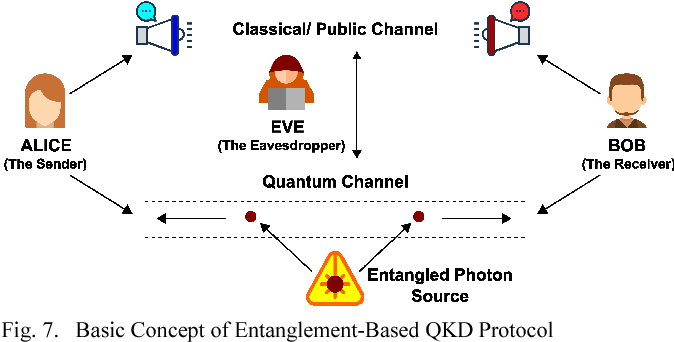 Classical/ Public Channel
EVE
(The Eavesdropper)
ALICE
(The Sender)
BOB
(The Receiver)
Quantum Channel
Entangled Photon
Source
Fig. 7. Basic Concept of Entanglement-Based QKD Protocol